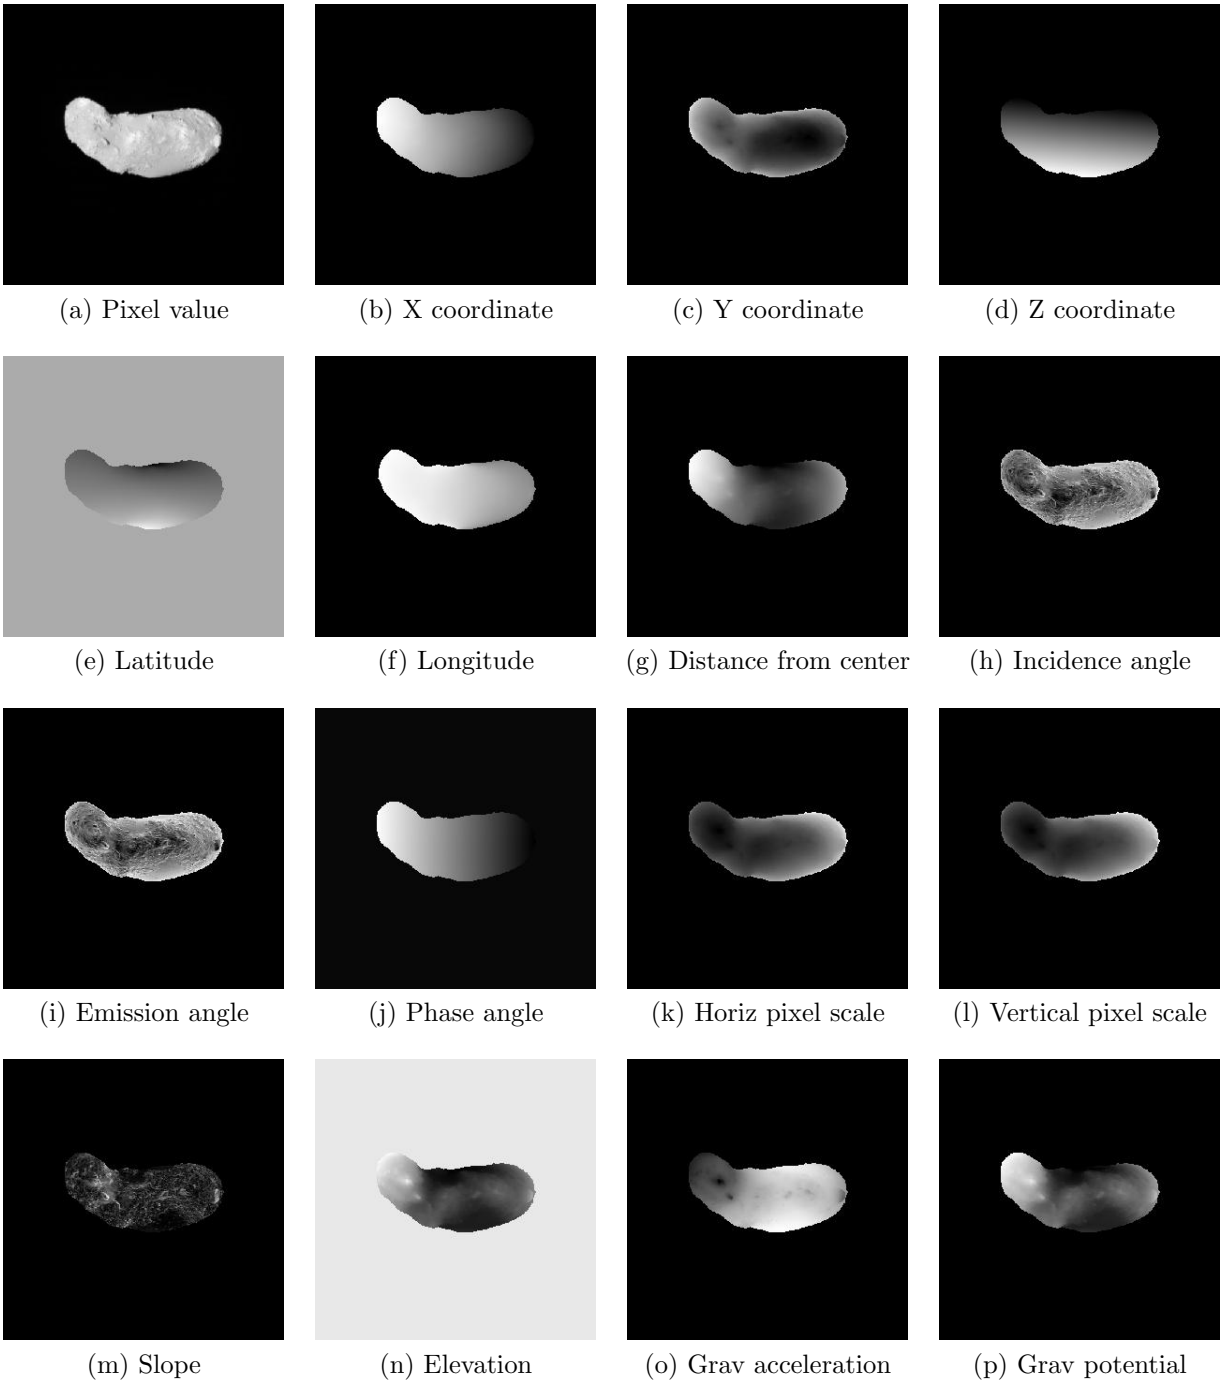 (a) Pixel value
(b) X coordinate
(c) Y coordinate
(d) Z coordinate
(e) Latitude
(f) Longitude
(g) Distance from center
(h) Incidence angle
(i) Emission angle
(j) Phase angle
(k) Horiz pixel scale
(l) Vertical pixel scale
(m) Slope
(n) Elevation
(o) Grav acceleration
(p) Grav potential